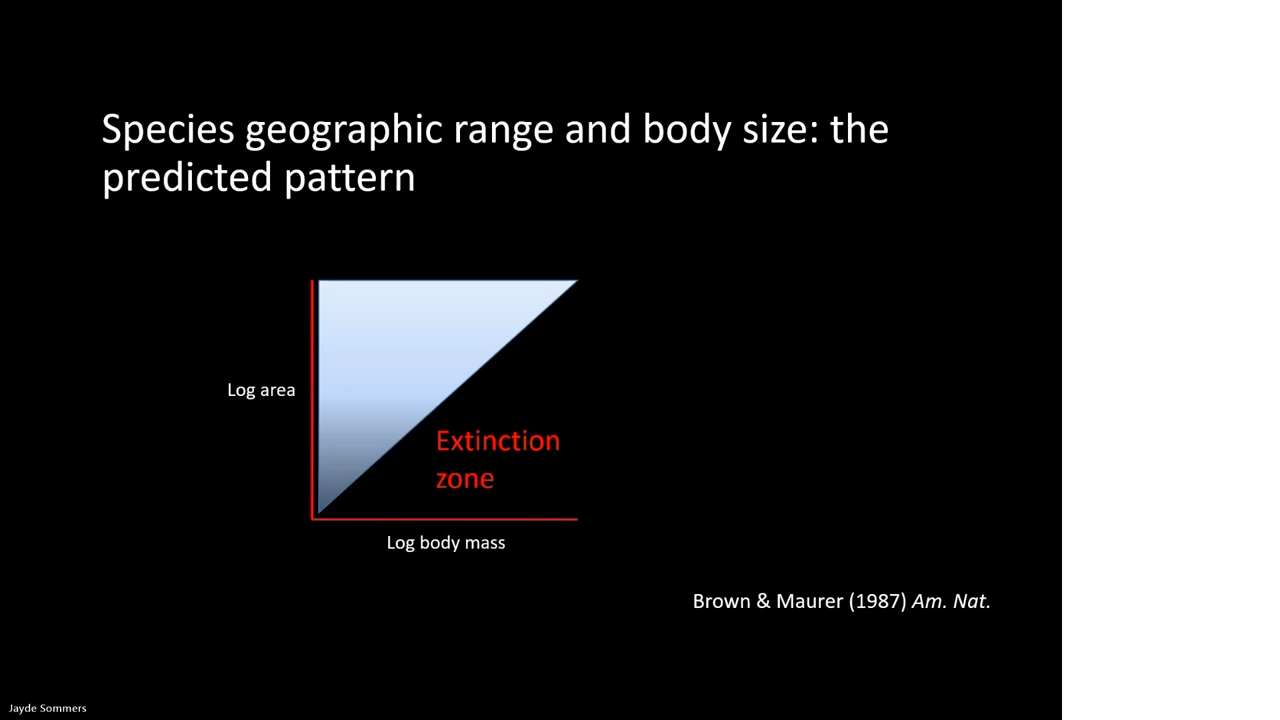 Species geographic range and body size: the
predicted pattern
Log area
Extinction
zone
Log body mass
Brown & Maurer (1987) Am. Nat.
Jayde Sommers